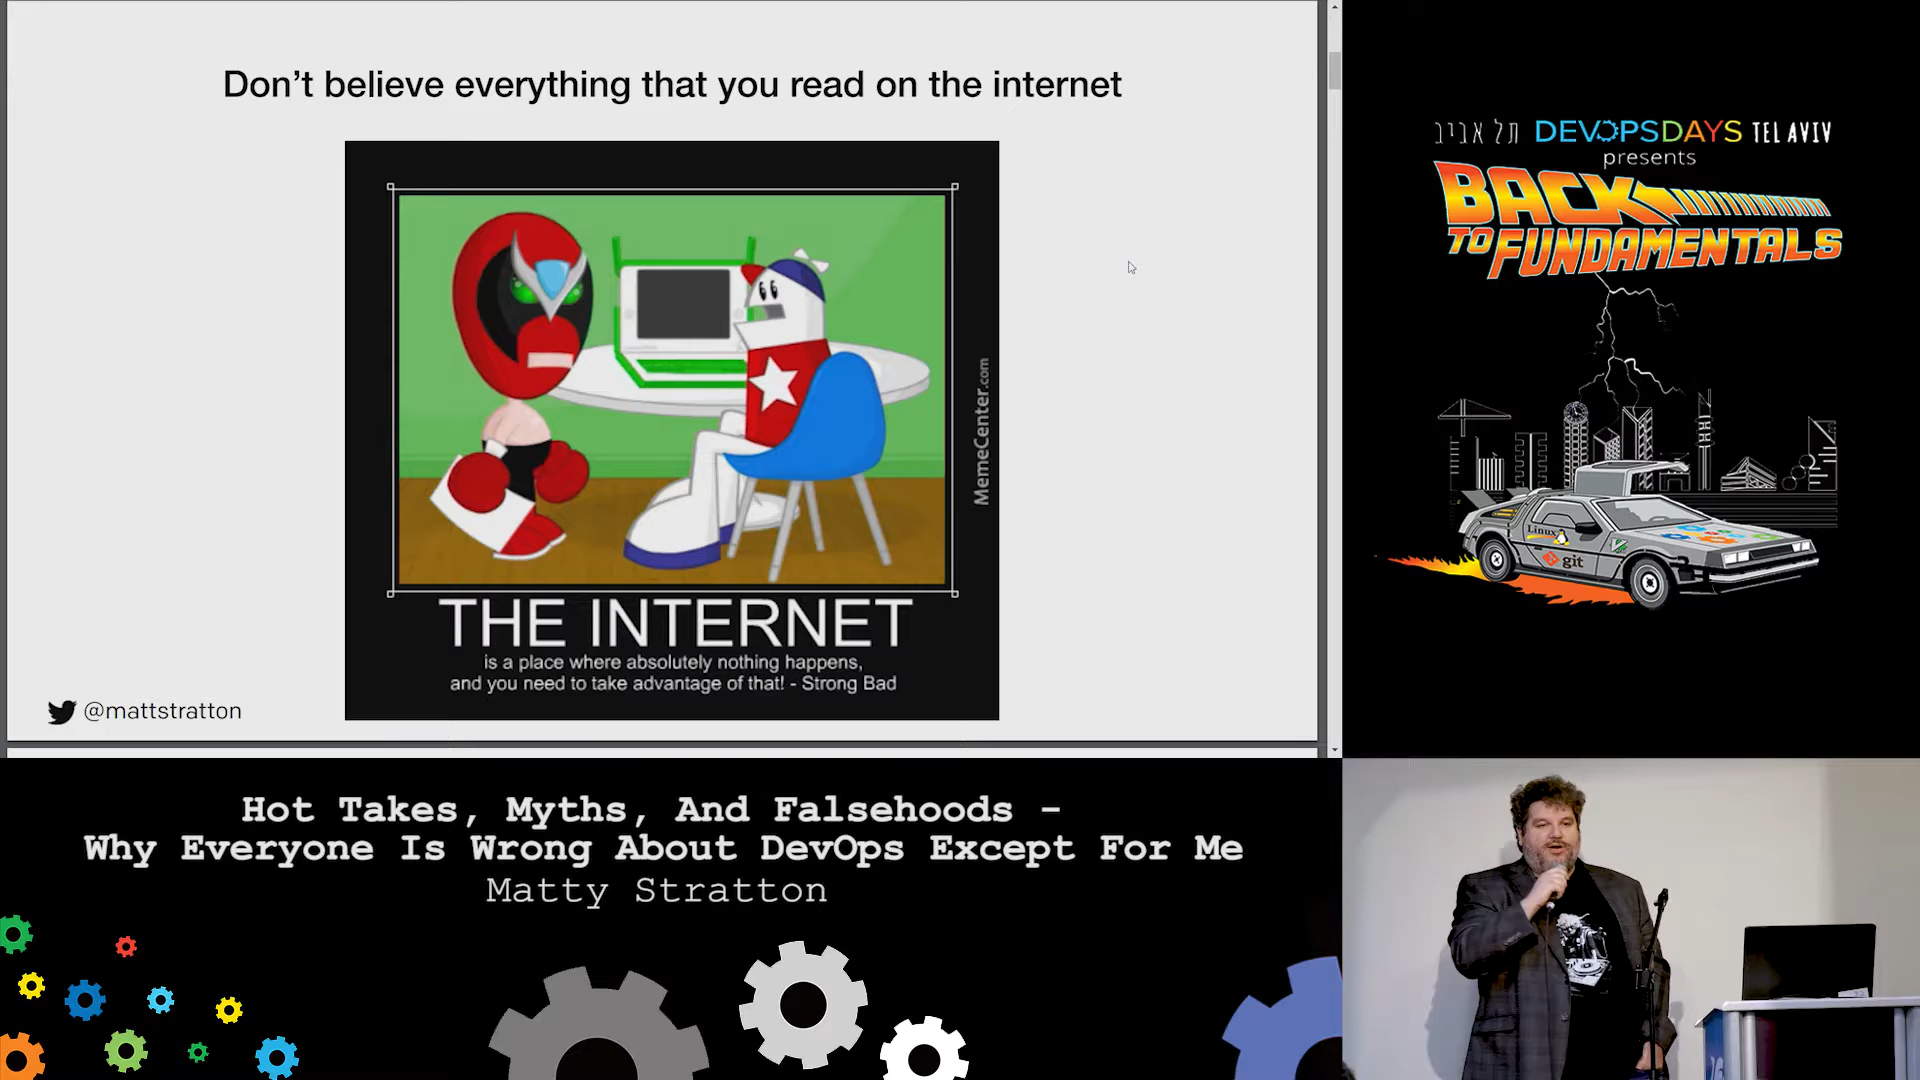 Don’t believe everything that you read on the internet
MemeCenter.com
THE INTERNET
is a place where absolutely nothing happens,
and you need to take advantage of that! - Strong Bad
@mattstratton
תל אביב DEVOPSDAYS TEL AVIV
presents
BACK
TO FUNDAMENTALS
Linux
git
Hot Takes, Myths, And Falsehoods –
Why Everyone Is Wrong About DevOps Except For Me
Matty Stratton